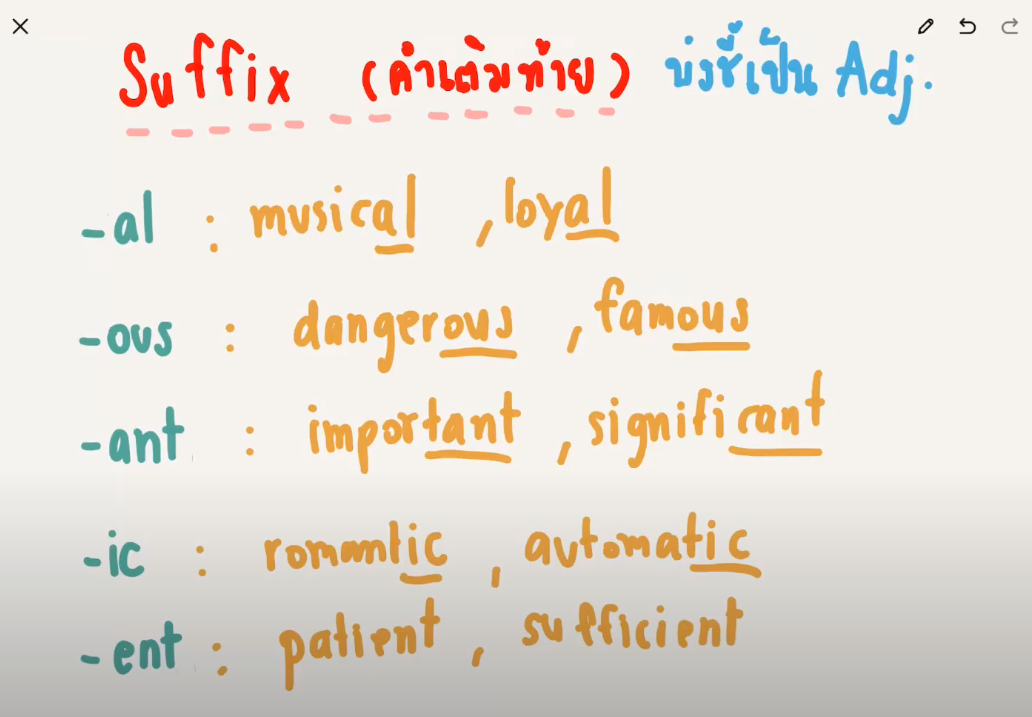 Suffix (คำเติมท้าย) บ่งชี้เป็น Adj.
-al : musical , loyal
-ous : dangerous , famous
-ant : important , significant
-ic : romantic , automatic
-ent : patient , sufficient